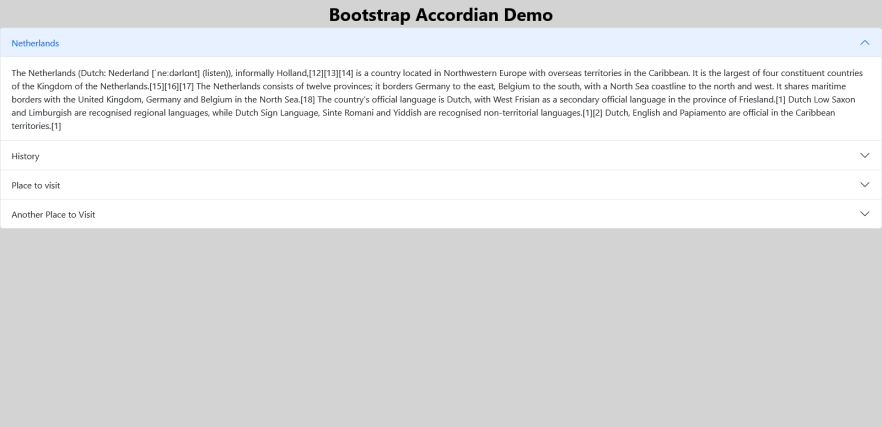 Bootstrap Accordian Demo
Netherlands
The Netherlands (Dutch: Nederland [ˈneːdərlɑnt] (listen)), informally Holland,[12][13][14] is a country located in Northwestern Europe with overseas territories in the Caribbean. It is the largest of four constituent countries
of the Kingdom of the Netherlands.[15][16][17] The Netherlands consists of twelve provinces; it borders Germany to the east, Belgium to the south, with a North Sea coastline to the north and west. It shares maritime
borders with the United Kingdom, Germany and Belgium in the North Sea.[18] The country's official language is Dutch, with West Frisian as a secondary official language in the province of Friesland.[1] Dutch Low Saxon
and Limburgish are recognised regional languages, while Dutch Sign Language, Sinte Romani and Yiddish are recognised non-territorial languages.[1][2] Dutch, English and Papiamento are official in the Caribbean
territories.[1]
History
Place to visit
Another Place to Visit